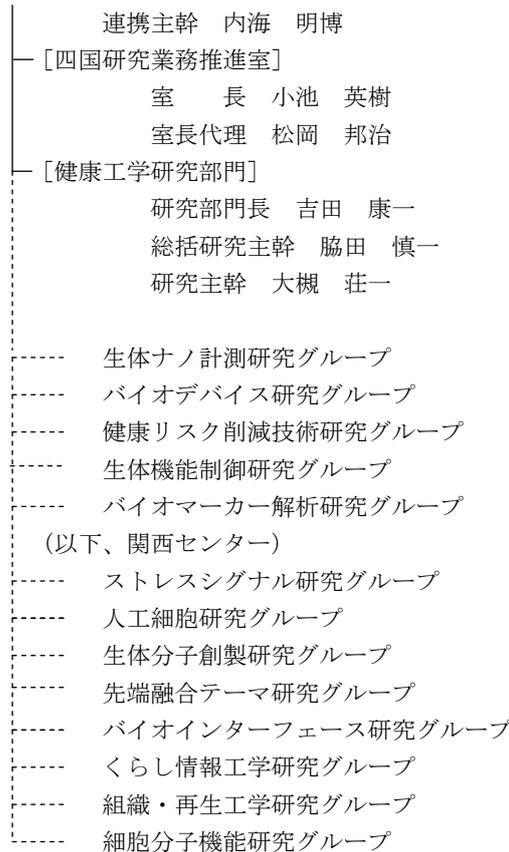 連携主幹　内海　明博
［四国研究業務推進室］
室　　長　小池　英樹
室長代理　松岡　邦治
［健康工学研究部門］
研究部門長　吉田　康一
総括研究主幹　脇田　慎一
研究主幹　大槻　荘一
生体ナノ計測研究グループ
バイオデバイス研究グループ
健康リスク削減技術研究グループ
生体機能制御研究グループ
バイオマーカー解析研究グループ
（以下、関西センター）
ストレスシグナル研究グループ
人工細胞研究グループ
生体分子創製研究グループ
先端融合テーマ研究グループ
バイオインターフェース研究グループ
くらし情報工学研究グループ
組織・再生工学研究グループ
細胞分子機能研究グループ